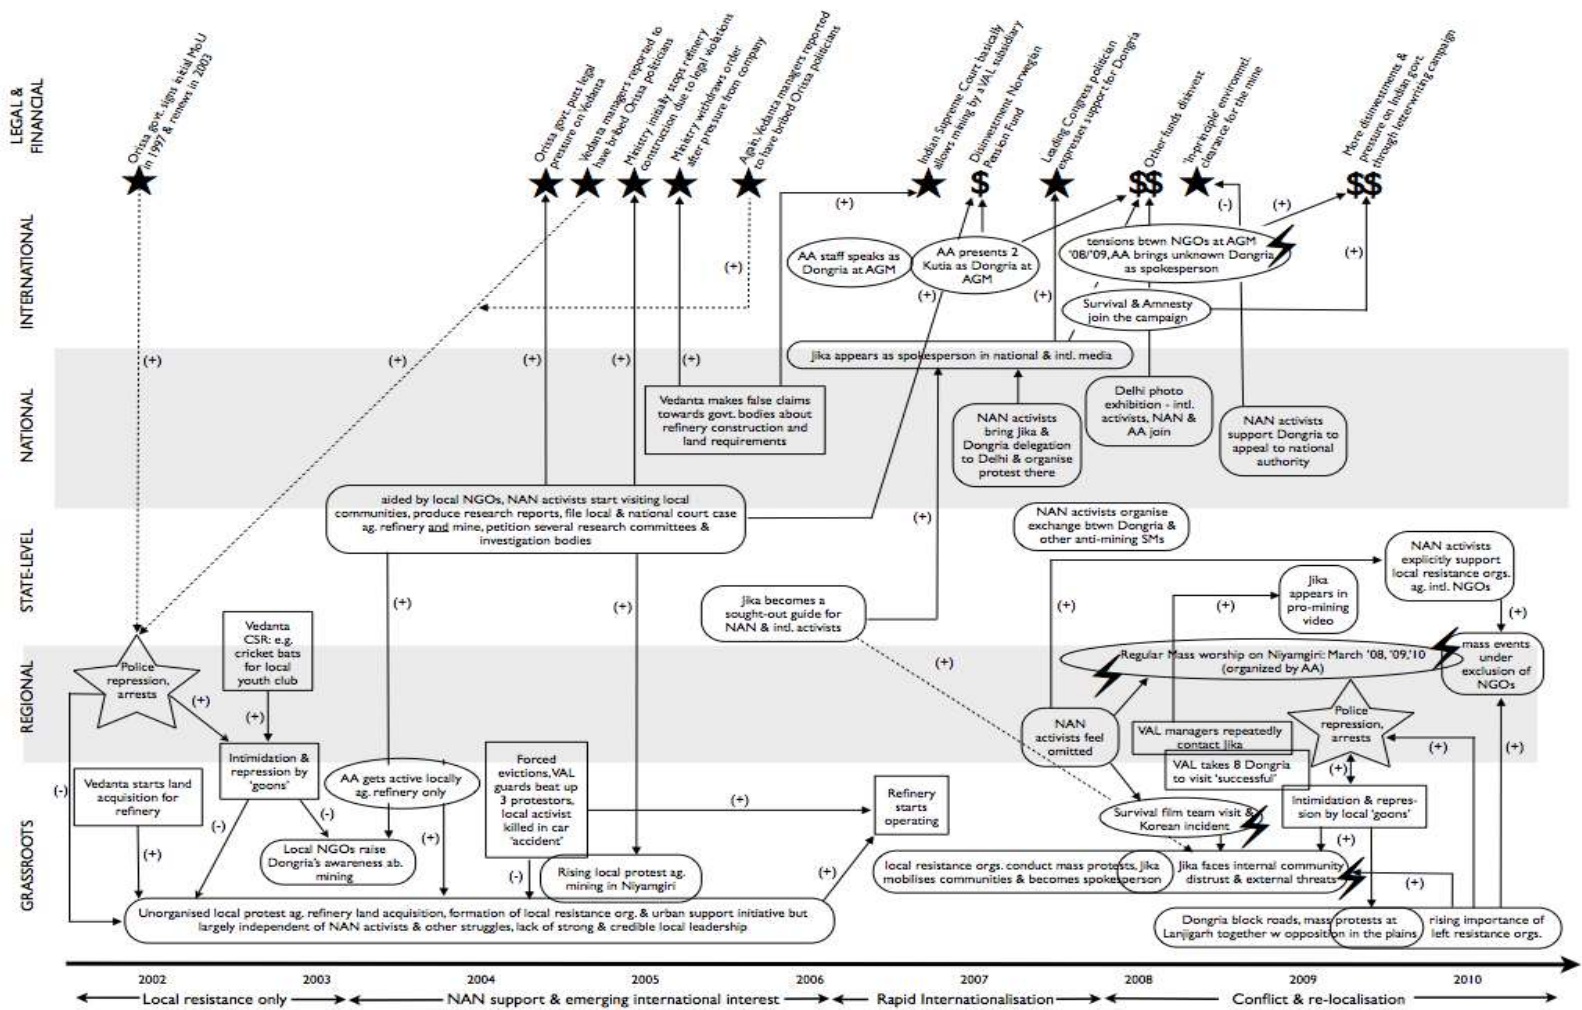 LEGAL &
FINANCIAL
Orissa govt. signs initial MoU
in 1997 & renews in 2003
Orissa govt. puts legal
pressure on Vedanta
Vedanta managers reported to
have bribed Orissa politicians
Ministry initially stops refinery
construction due to legal violations
Ministry withdraws order
after pressure from company
Again, Vedanta managers reported
to have bribed Orissa politicians
Indian Supreme Court basically
allows mining by a VAL subsidiary
Disinvestment Norwegian
Pension Fund
Leading Congress politician
expresses support for Dongria
Other funds disinvest
'In-principle' environmtl.
clearance for the mine
More disinvestments &
pressure on Indian govt.
through letterwriting campaign
$
$$
$$
INTERNATIONAL
(+)
(-)
(+)
AA staff speaks as
Dongria at AGM
AA presents 2
Kutia as Dongria at
AGM
tensions btwn NGOs at AGM
'08/'09, AA brings unknown Dongria
as spokesperson
(+)
(+)
(+)
(+)
Survival & Amnesty
join the campaign
NATIONAL
(+)
(+)
(+)
(+)
(+)
Jika appears as spokesperson in national & intl. media
Vedanta makes false claims
towards govt. bodies about
refinery construction and
land requirements
NAN activists
bring Jika &
Dongria delegation
to Delhi & organise
protest there
Delhi photo
exhibition - intl.
activists, NAN &
AA join
NAN activists
support Dongria to
appeal to national
authority
STATE-LEVEL
aided by local NGOs, NAN activists start visiting local
communities, produce research reports, file local & national court case
ag. refinery and mine, petition several research committees &
investigation bodies
(+)
NAN activists organise
exchange btwn Dongria &
other anti-mining SMs
NAN activists
explicitly support
local resistance orgs.
ag. intl. NGOs
Jika
appears in
pro-mining
video
Jika becomes a
sought-out guide for
NAN & intl. activists
(+)
(+)
(+)
(+)
(+)
Vedanta
CSR: e.g.
cricket bats
for local
youth club
REGIONAL
Police
repression,
arrests
(+)
(+)
(+)
Regular Mass worship on Niyamgiri: March '08, '09,'10
(organized by AA)
mass events
under
exclusion of
NGOs
NAN
activists feel
omitted
VAL managers repeatedly
contact Jika
Police
repression,
arrests
(+)
(+)
VAL takes 8 Dongria
to visit 'successful'
(+)
GRASSROOTS
(-)
Vedanta starts land
acquisition for
refinery
Intimidation &
repression by
'goons'
AA gets active locally
ag. refinery only
Forced
evictions, VAL
guards beat up
3 protestors,
local activist
killed in car
'accident'
(+)
Refinery
starts
operating
Survival film team visit &
Korean incident
Intimidation & repres-
sion by local 'goons'
(+)
(-)
(-)
(+)
(+)
Local NGOs raise
Dongria's awareness ab.
mining
(-)
Rising local protest ag.
mining in Niyamgiri
(+)
local resistance orgs. conduct mass protests, Jika
mobilises communities & becomes spokesperson
Jika faces internal community
distrust & external threats
(+)
Unorganised local protest ag. refinery land acquisition, formation of local resistance org. & urban support initiative but
largely independent of NAN activists & other struggles, lack of strong & credible local leadership
Dongria block roads, mass protests at
Lanjigarh together w opposition in the plains
rising importance of
left resistance orgs.
2002 2003 2004 2005 2006 2007 2008 2009 2010
Local resistance only NAN support & emerging international interest Rapid Internationalisation Conflict & re-localisation